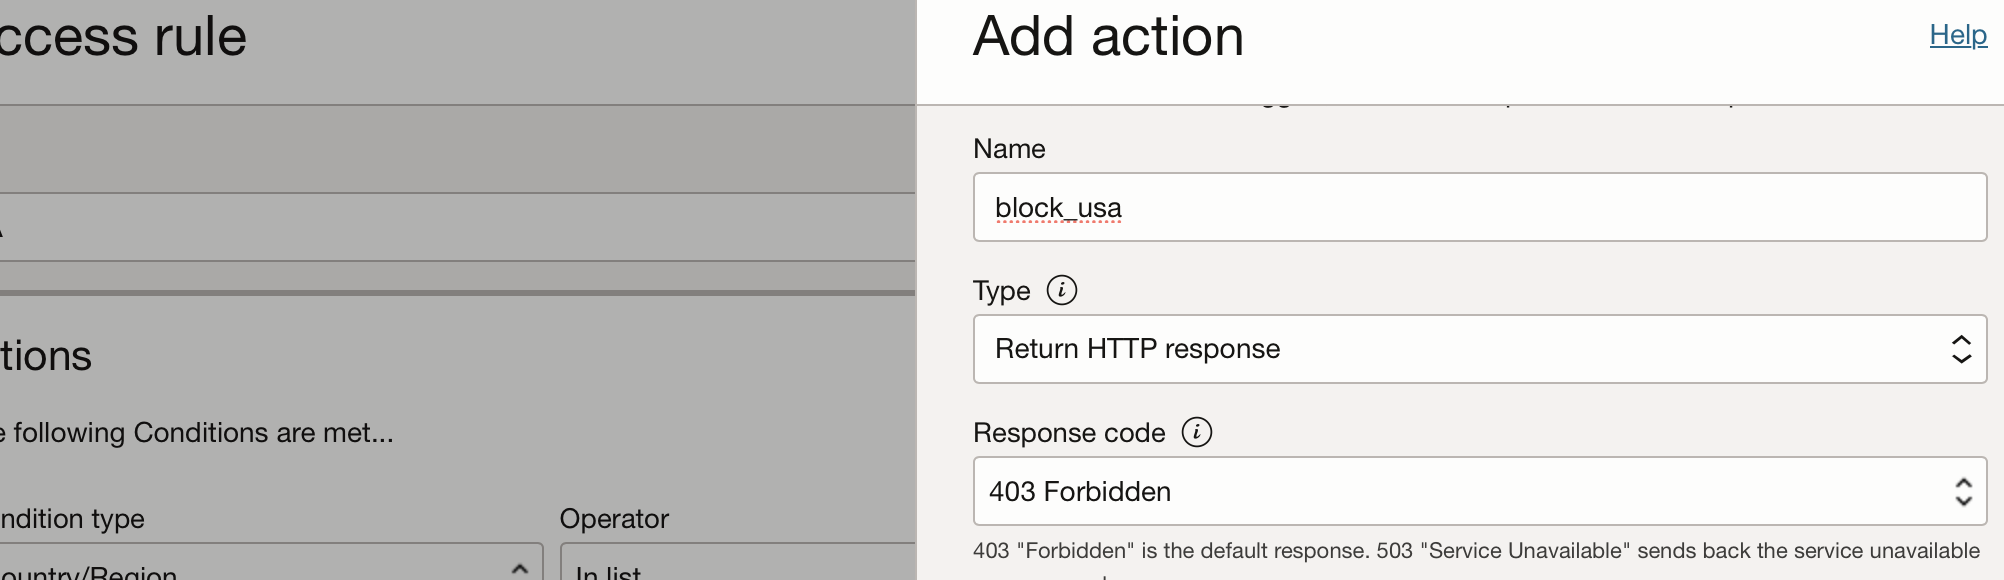 ccess rule
tions
e following Conditions are met...
ndition type
Operator
ountry/Region
In list
Add action
Help
Name
block_usa
Type
Return HTTP response
Response code
403 Forbidden
403 "Forbidden" is the default response. 503 "Service Unavailable" sends back the service unavailable